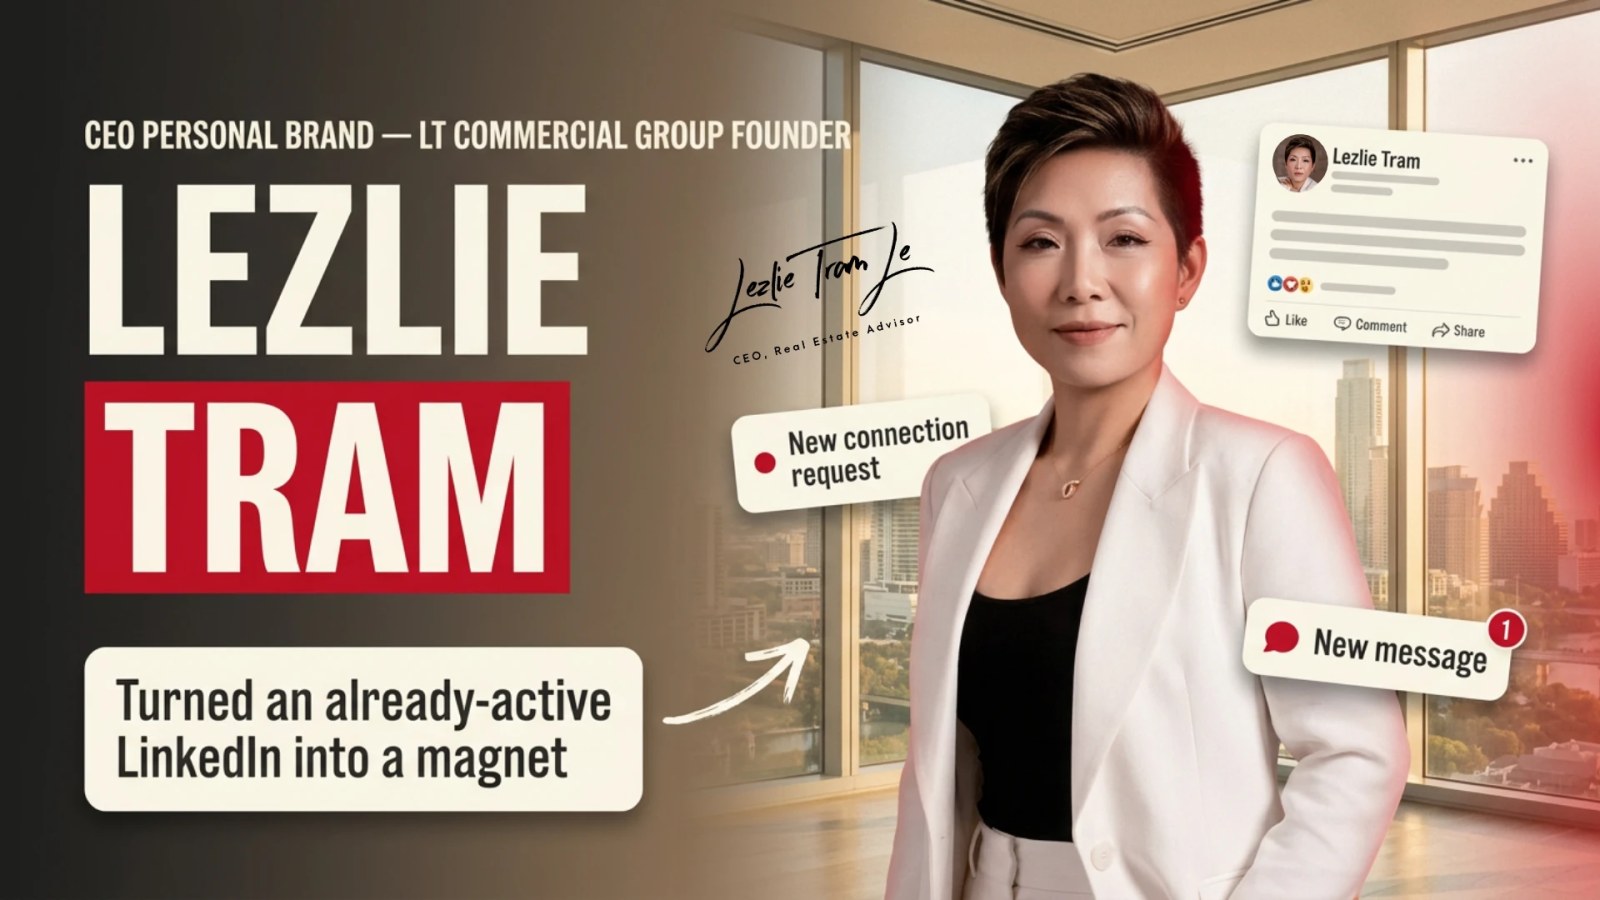 CEO PERSONAL BRAND — LT COMMERCIAL GROUP FOUNDER
LEZLIE
TRAM
Turned an already-active
LinkedIn into a magnet
Lezlie Tram Le
CEO, Real Estate Advisor
New connection
request
Lezlie Tram
Like Comment Share
New message
1